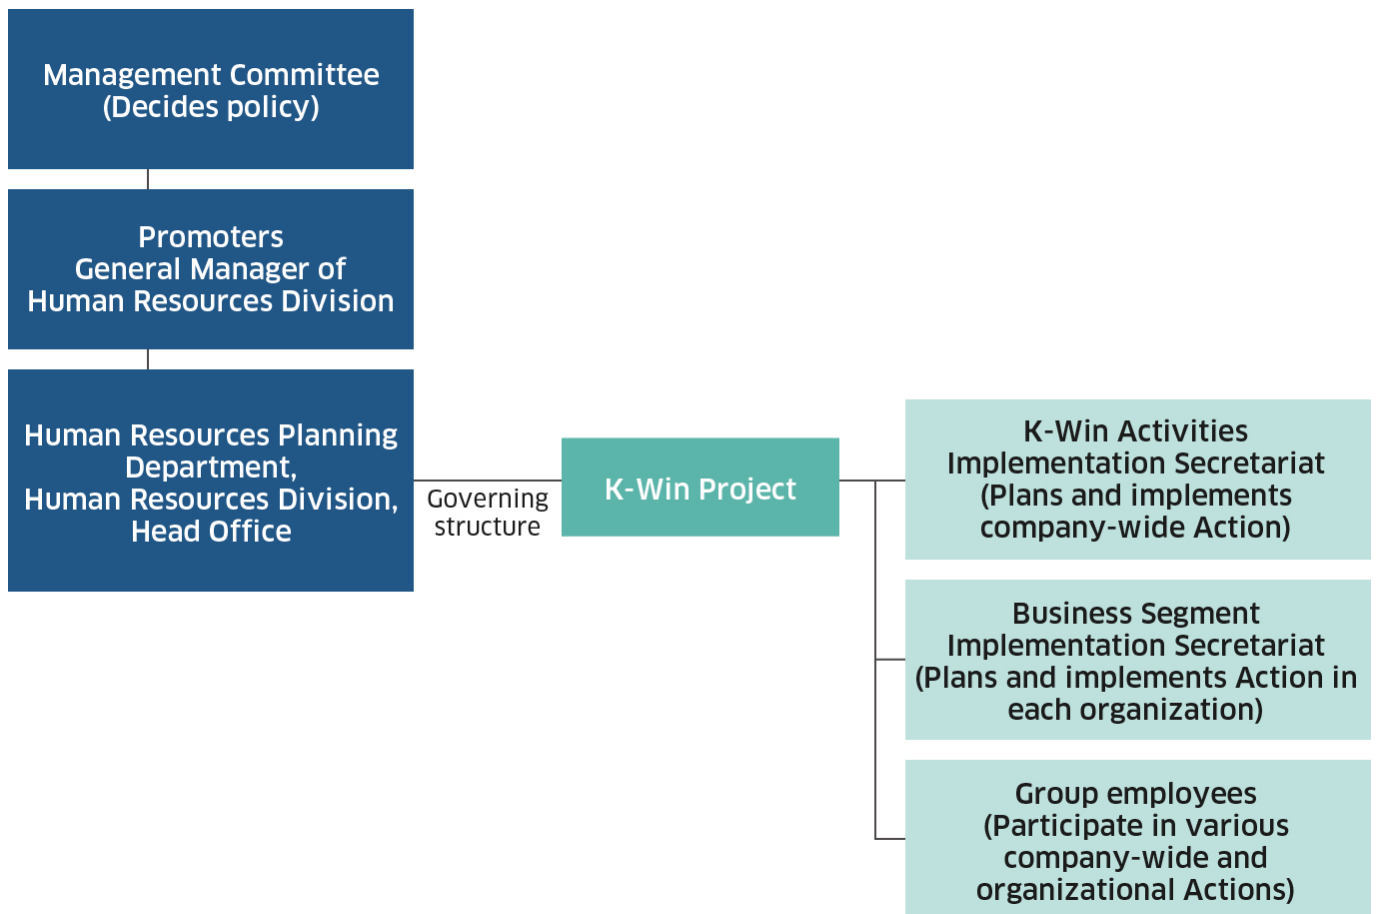 Management Committee
(Decides policy)
Promoters
General Manager of
Human Resources Division
Human Resources Planning
Department,
Human Resources Division,
Head Office
Governing
structure
K-Win Project
K-Win Activities
Implementation Secretariat
(Plans and implements
company-wide Action)
Business Segment
Implementation Secretariat
(Plans and implements Action in
each organization)
Group employees
(Participate in various
company-wide and
organizational Actions)